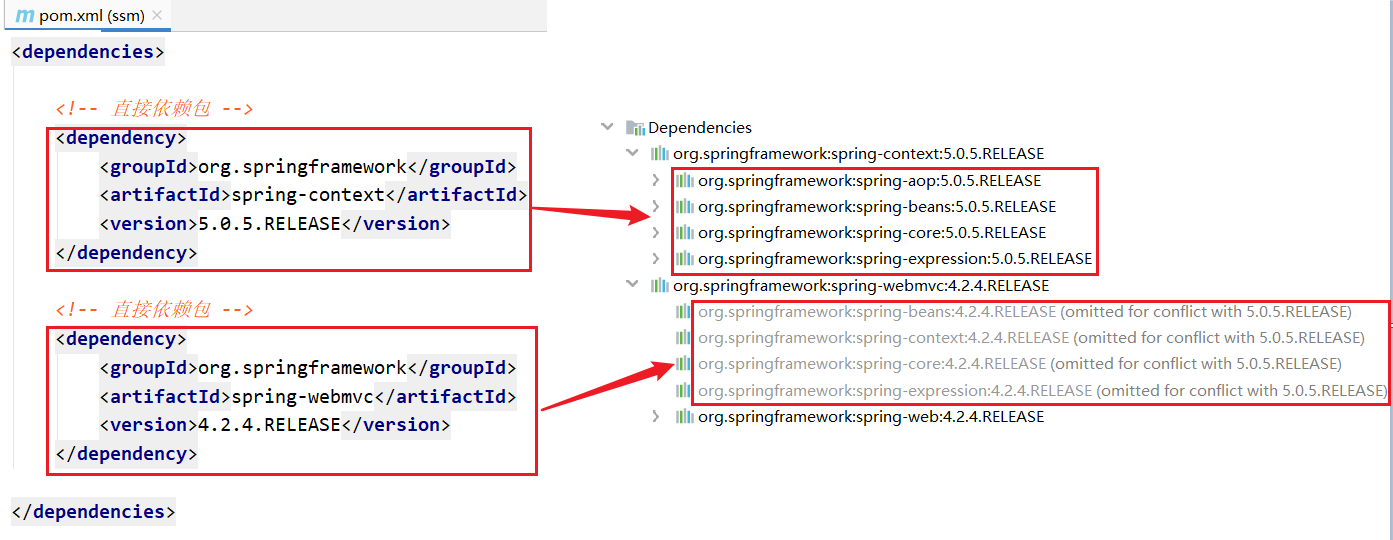 pom.xml (ssm)
<dependencies>
<!-- 直接依赖包 -->
<dependency>
<groupId>org.springframework</groupId>
<artifactId>spring-context</artifactId>
<version>5.0.5.RELEASE</version>
</dependency>
<!-- 直接依赖包 -->
<dependency>
<groupId>org.springframework</groupId>
<artifactId>spring-webmvc</artifactId>
<version>4.2.4.RELEASE</version>
</dependency>
</dependencies>
Dependencies
org.springframework:spring-context:5.0.5.RELEASE
org.springframework:spring-aop:5.0.5.RELEASE
org.springframework:spring-beans:5.0.5.RELEASE
org.springframework:spring-core:5.0.5.RELEASE
org.springframework:spring-expression:5.0.5.RELEASE
org.springframework:spring-webmvc:4.2.4.RELEASE
org.springframework:spring-beans:4.2.4.RELEASE (omitted for conflict with 5.0.5.RELEASE)
org.springframework:spring-context:4.2.4.RELEASE (omitted for conflict with 5.0.5.RELEASE)
org.springframework:spring-core:4.2.4.RELEASE (omitted for conflict with 5.0.5.RELEASE)
org.springframework:spring-expression:4.2.4.RELEASE (omitted for conflict with 5.0.5.RELEASE)
org.springframework:spring-web:4.2.4.RELEASE